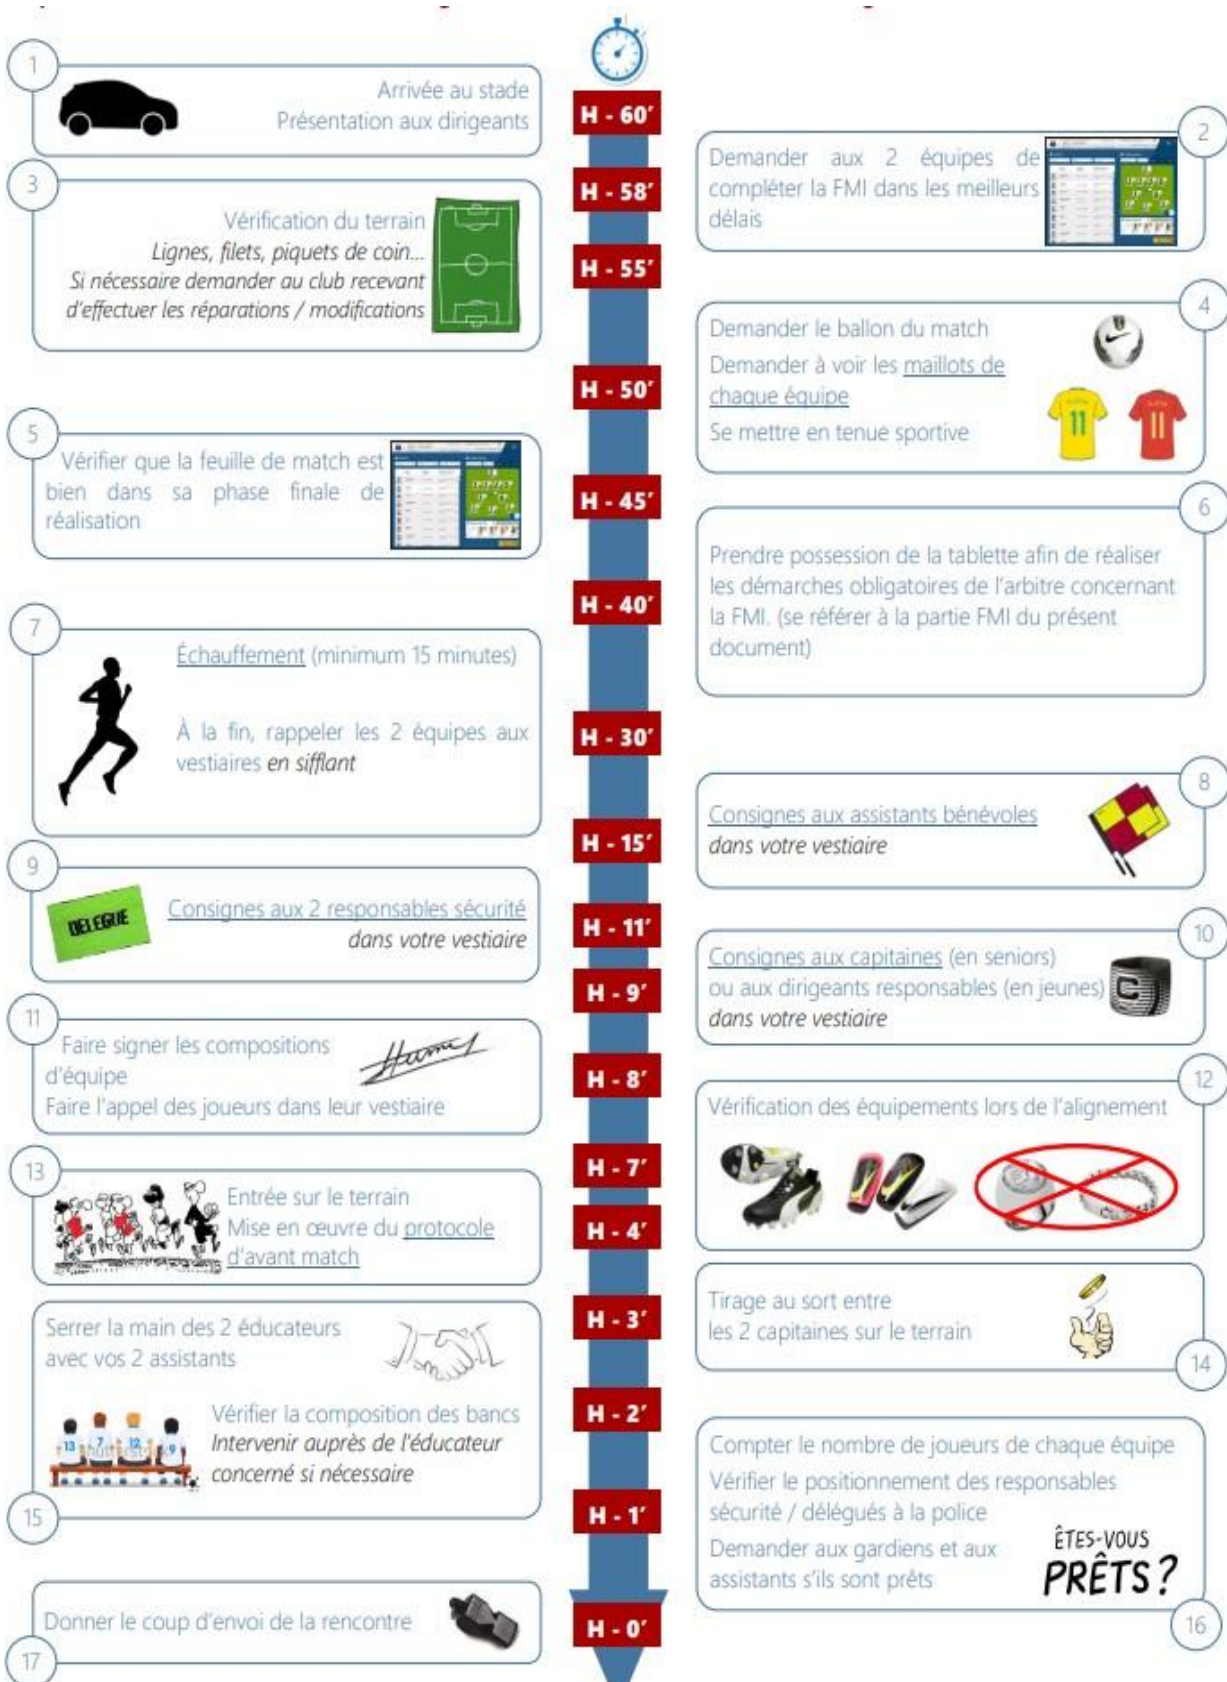 1
Arrivée au stade
Présentation aux dirigeants
H - 60′
2
Demander aux 2 équipes de
compléter la FMI dans les meilleurs
délais
H - 58′
3
Vérification du terrain
Lignes, filets, piquets de coin...
Si nécessaire demander au club recevant
d'effectuer les réparations / modifications
H - 55′
4
Demander le ballon du match
Demander à voir les maillots de
chaque équipe
Se mettre en tenue sportive
11
11
H - 50′
5
Vérifier que la feuille de match est
bien dans sa phase finale de
réalisation
H - 45′
6
Prendre possession de la tablette afin de réaliser
les démarches obligatoires de l'arbitre concernant
la FMI. (se référer à la partie FMI du présent
document)
H - 40′
7
Échauffement (minimum 15 minutes)
À la fin, rappeler les 2 équipes aux
vestiaires en sifflant
H - 30′
8
Consignes aux assistants bénévoles
dans votre vestiaire
H - 15′
9
DELEGUE
Consignes aux 2 responsables sécurité
dans votre vestiaire
H - 11′
10
Consignes aux capitaines (en seniors)
ou aux dirigeants responsables (en jeunes)
dans votre vestiaire
C
H - 9′
11
Faire signer les compositions
d'équipe
Faire l'appel des joueurs dans leur vestiaire
H - 8′
12
Vérification des équipements lors de l'alignement
H - 7′
13
Entrée sur le terrain
Mise en œuvre du protocole
d'avant match
H - 4′
Tirage au sort entre
les 2 capitaines sur le terrain
14
H - 3′
Serrer la main des 2 éducateurs
avec vos 2 assistants
13 7 12 9
Vérifier la composition des bancs
Intervenir auprès de l'éducateur
concerné si nécessaire
15
H - 2′
Compter le nombre de joueurs de chaque équipe
Vérifier le positionnement des responsables
sécurité / délégués à la police
Demander aux gardiens et aux
assistants s'ils sont prêts
ÊTES-VOUS
PRÊTS ?
16
H - 1′
Donner le coup d'envoi de la rencontre
17
H - 0′